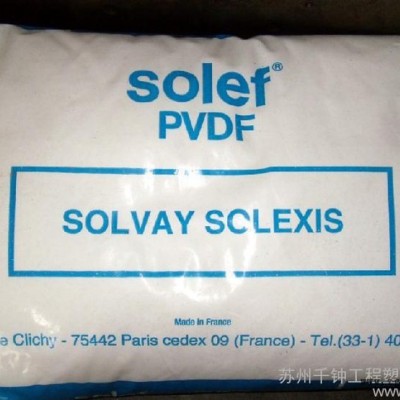 solef®
PVDF
SOLVAY SOLEXIS
Made in France
e Clichy - 75442 Paris cedex 09 (France) - Tel.(33-1) 40
苏州千钟工程塑